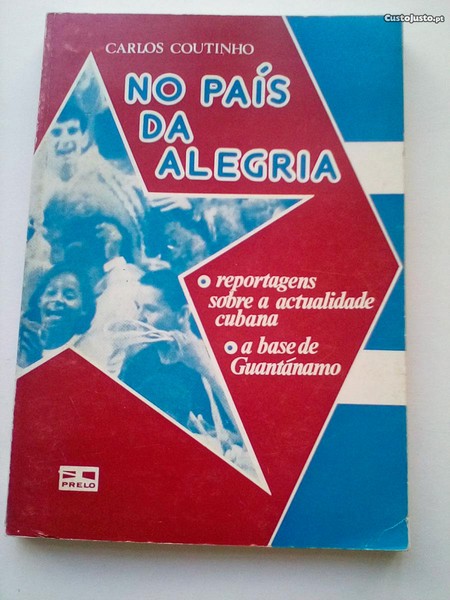 CustoJusto.pt
CARLOS COUTINHO
NO PAÍS
DA
ALEGRIA
reportagens
sobre a actualidade
cubana
a base de
Guantánamo
PRELO